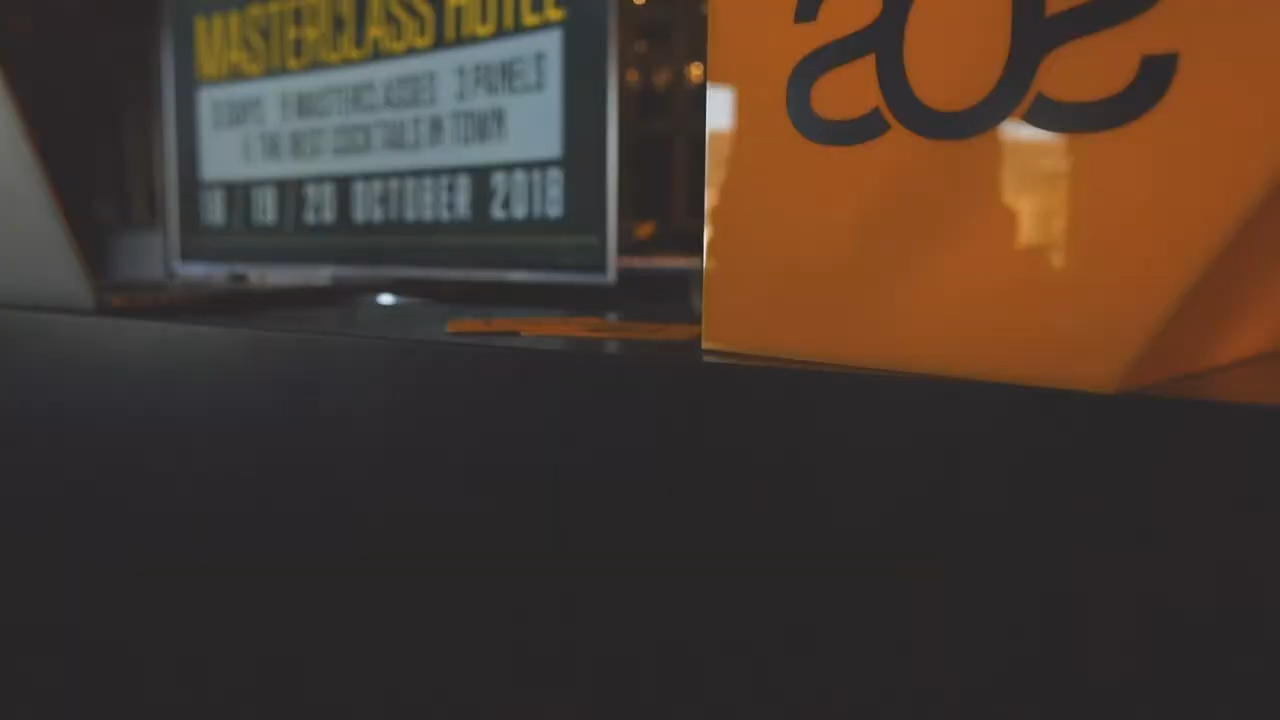 MASTERCLASS HOTEL
3 DAYS 9 MASTERCLASSES 3 PANELS
& THE BEST COCKTAILS IN TOWN
18 / 19 / 20 OCTOBER 2018